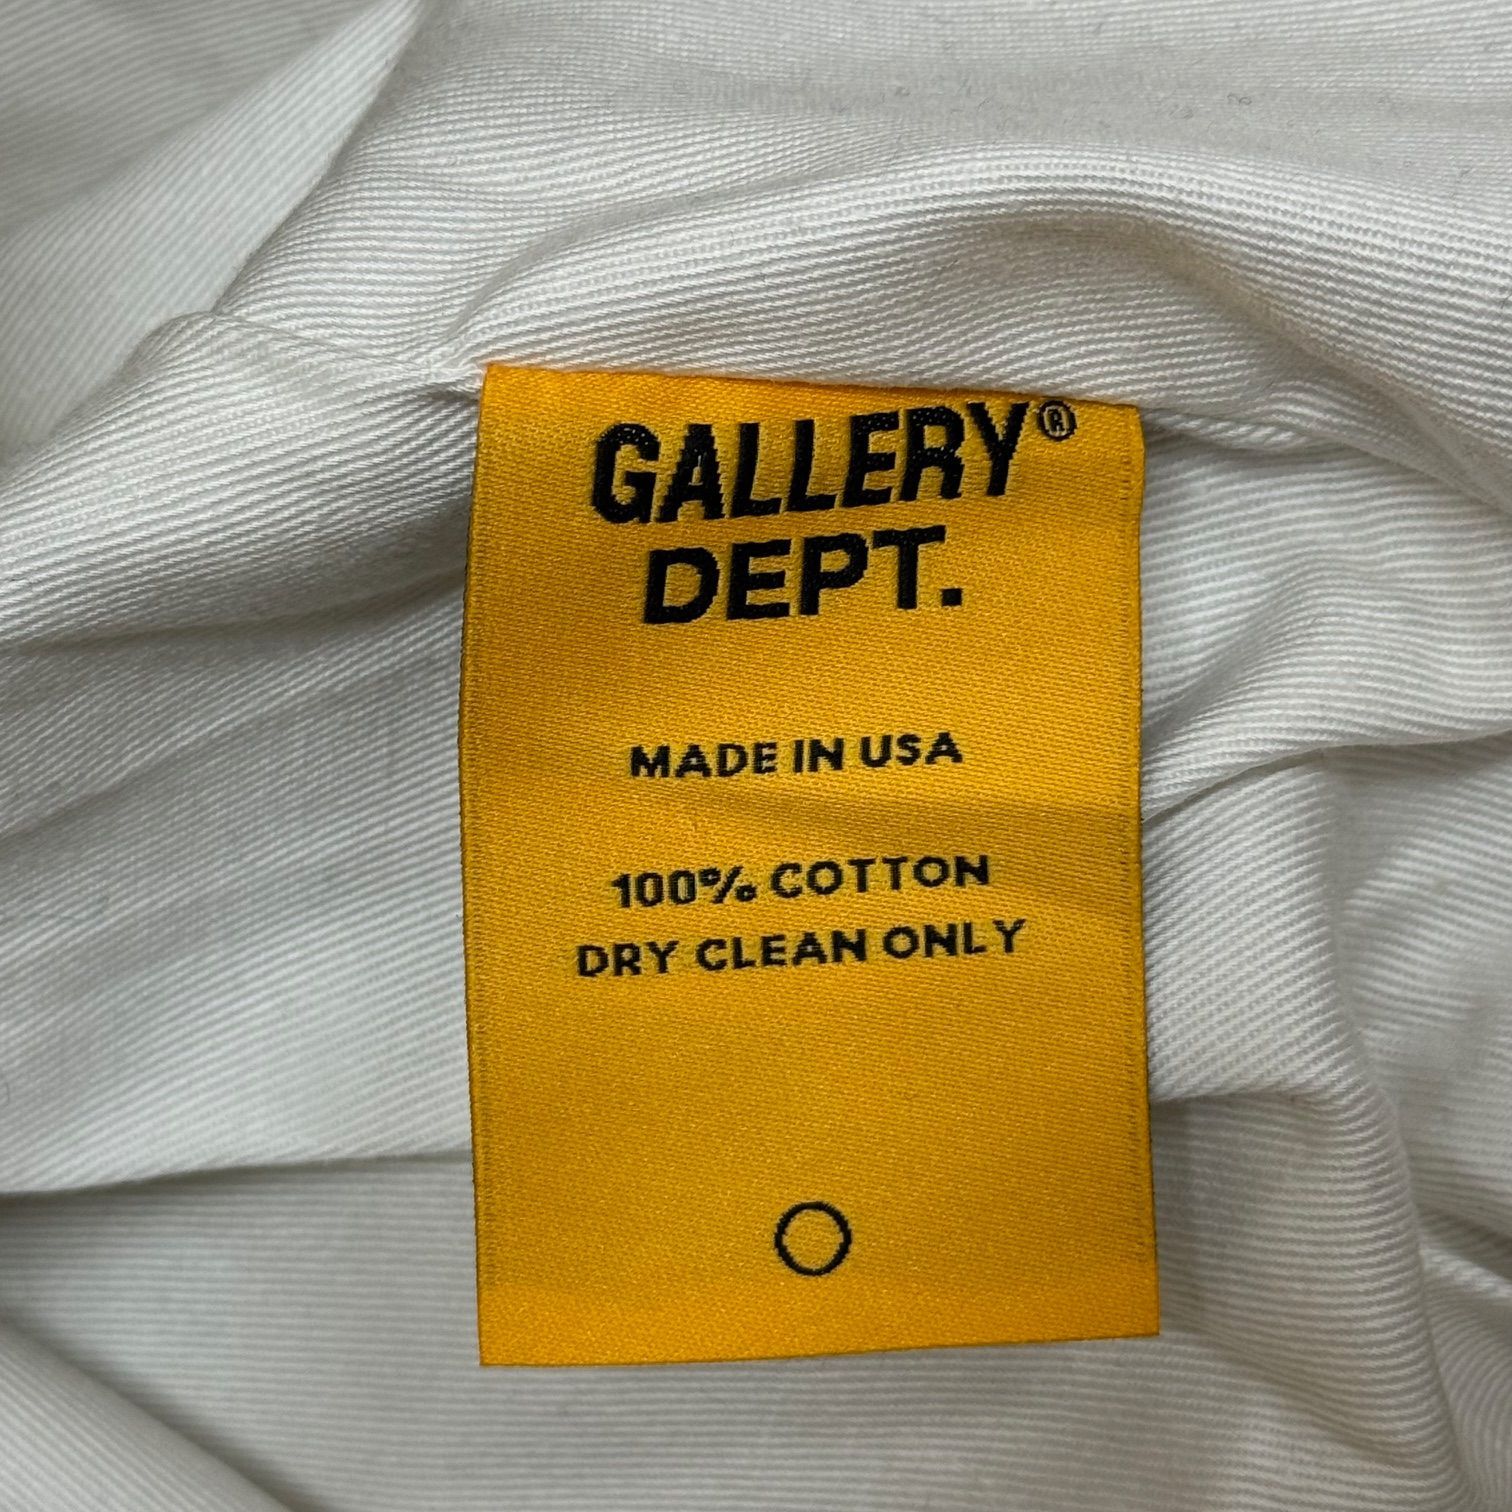 GALLERY®
DEPT.
MADE IN USA
100% COTTON
DRY CLEAN ONLY